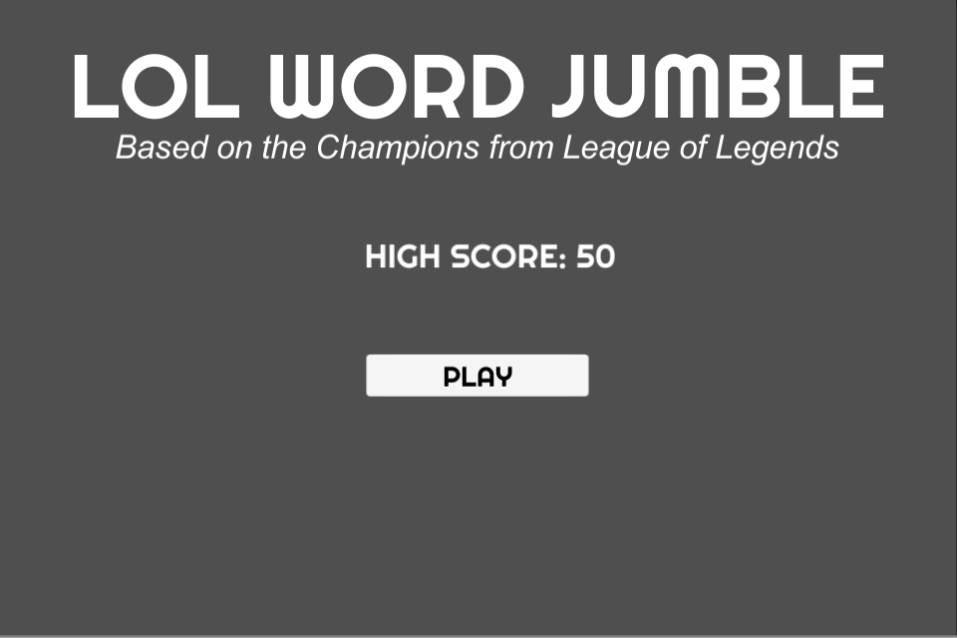 LOL WORD JUMBLE
Based on the Champions from League of Legends
HIGH SCORE: 50
PLAY